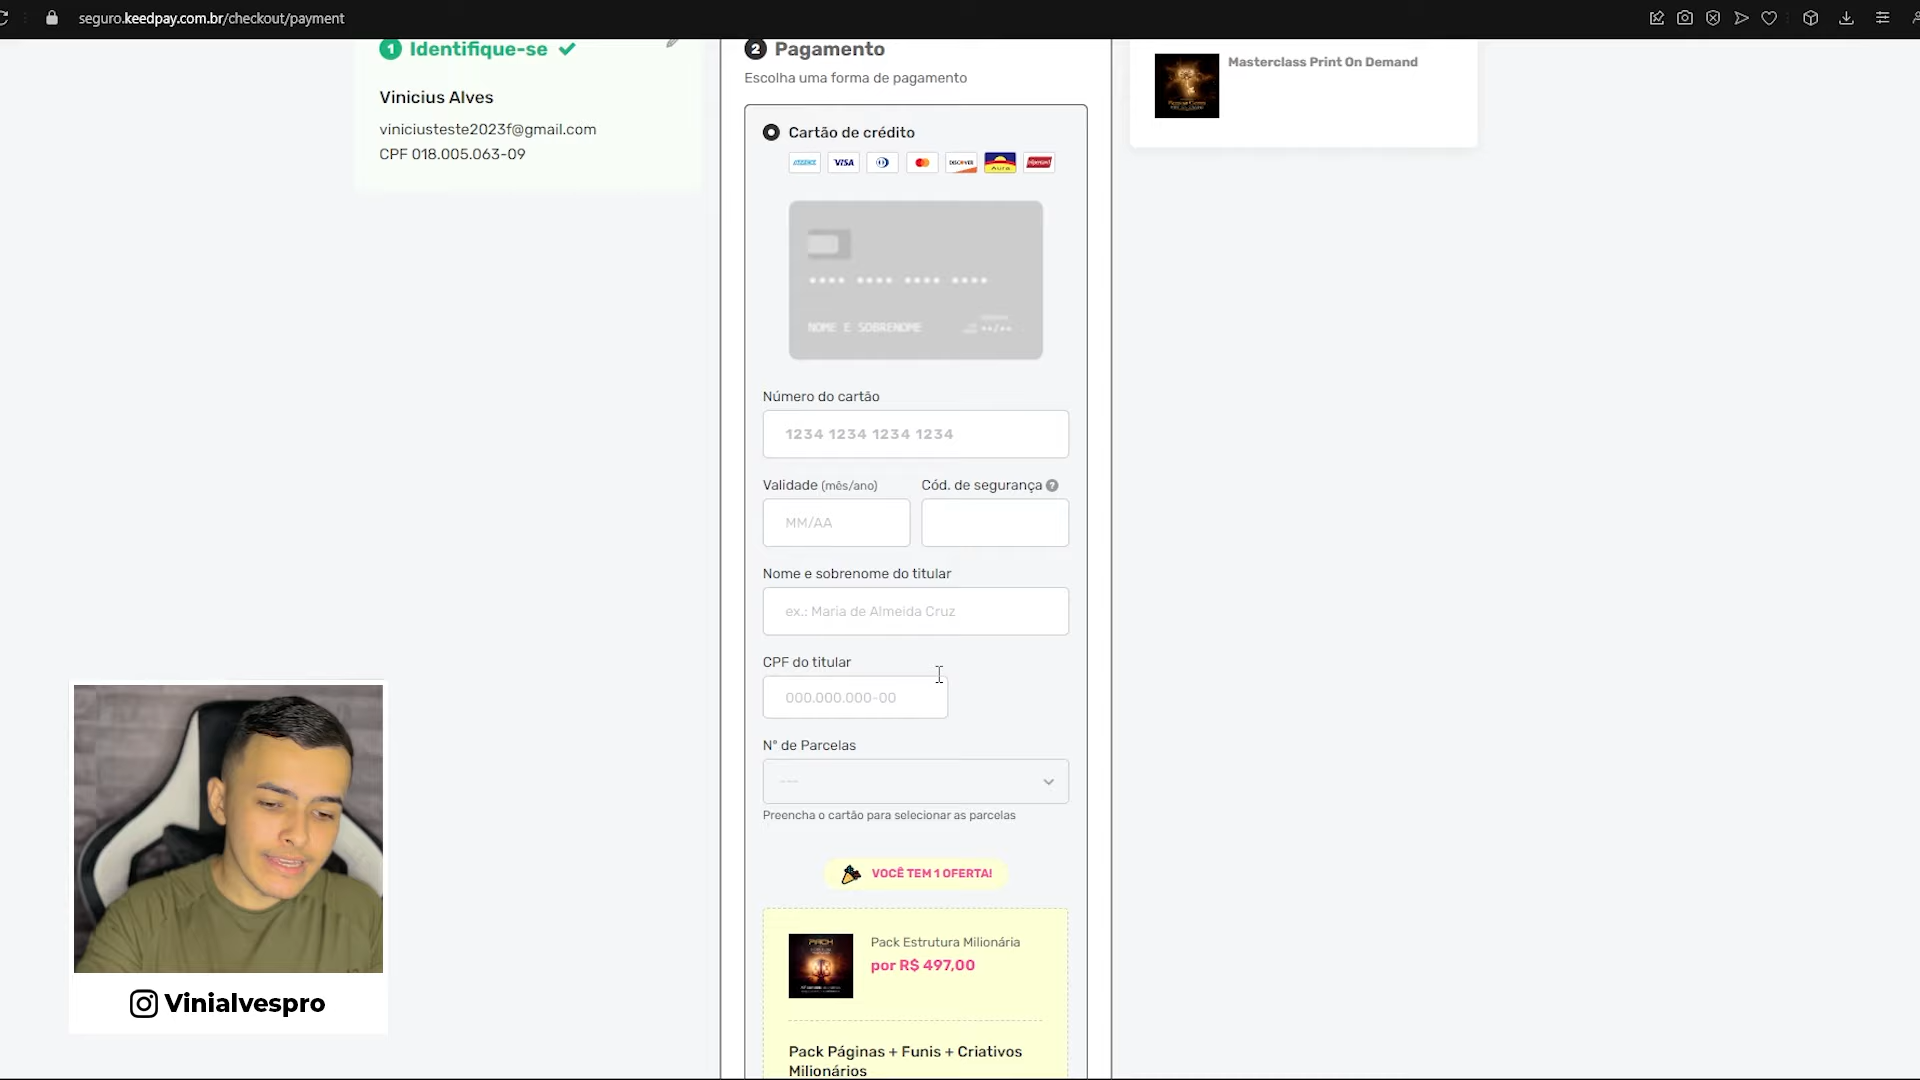 seguro.keedpay.com.br/checkout/payment
1 Identifique-se
Vinicius Alves
viniciusteste2023f@gmail.com
CPF 018.005.063-09
2 Pagamento
Escolha uma forma de pagamento
Cartão de crédito
VISA
DISCOVER
Aura
NOME E SOBRENOME
••/••
Número do cartão
1234 1234 1234 1234
Validade (mês/ano)
Cód. de segurança ?
MM/AA
Nome e sobrenome do titular
ex.: Maria de Almeida Cruz
CPF do titular
000.000.000-00
Nº de Parcelas
---
Preencha o cartão para selecionar as parcelas
VOCÊ TEM 1 OFERTA!
PACK
Pack Estrutura Milionária
por R$ 497,00
Pack Páginas + Funis + Criativos
Milionários
Masterclass Print On Demand
Vinialvespro